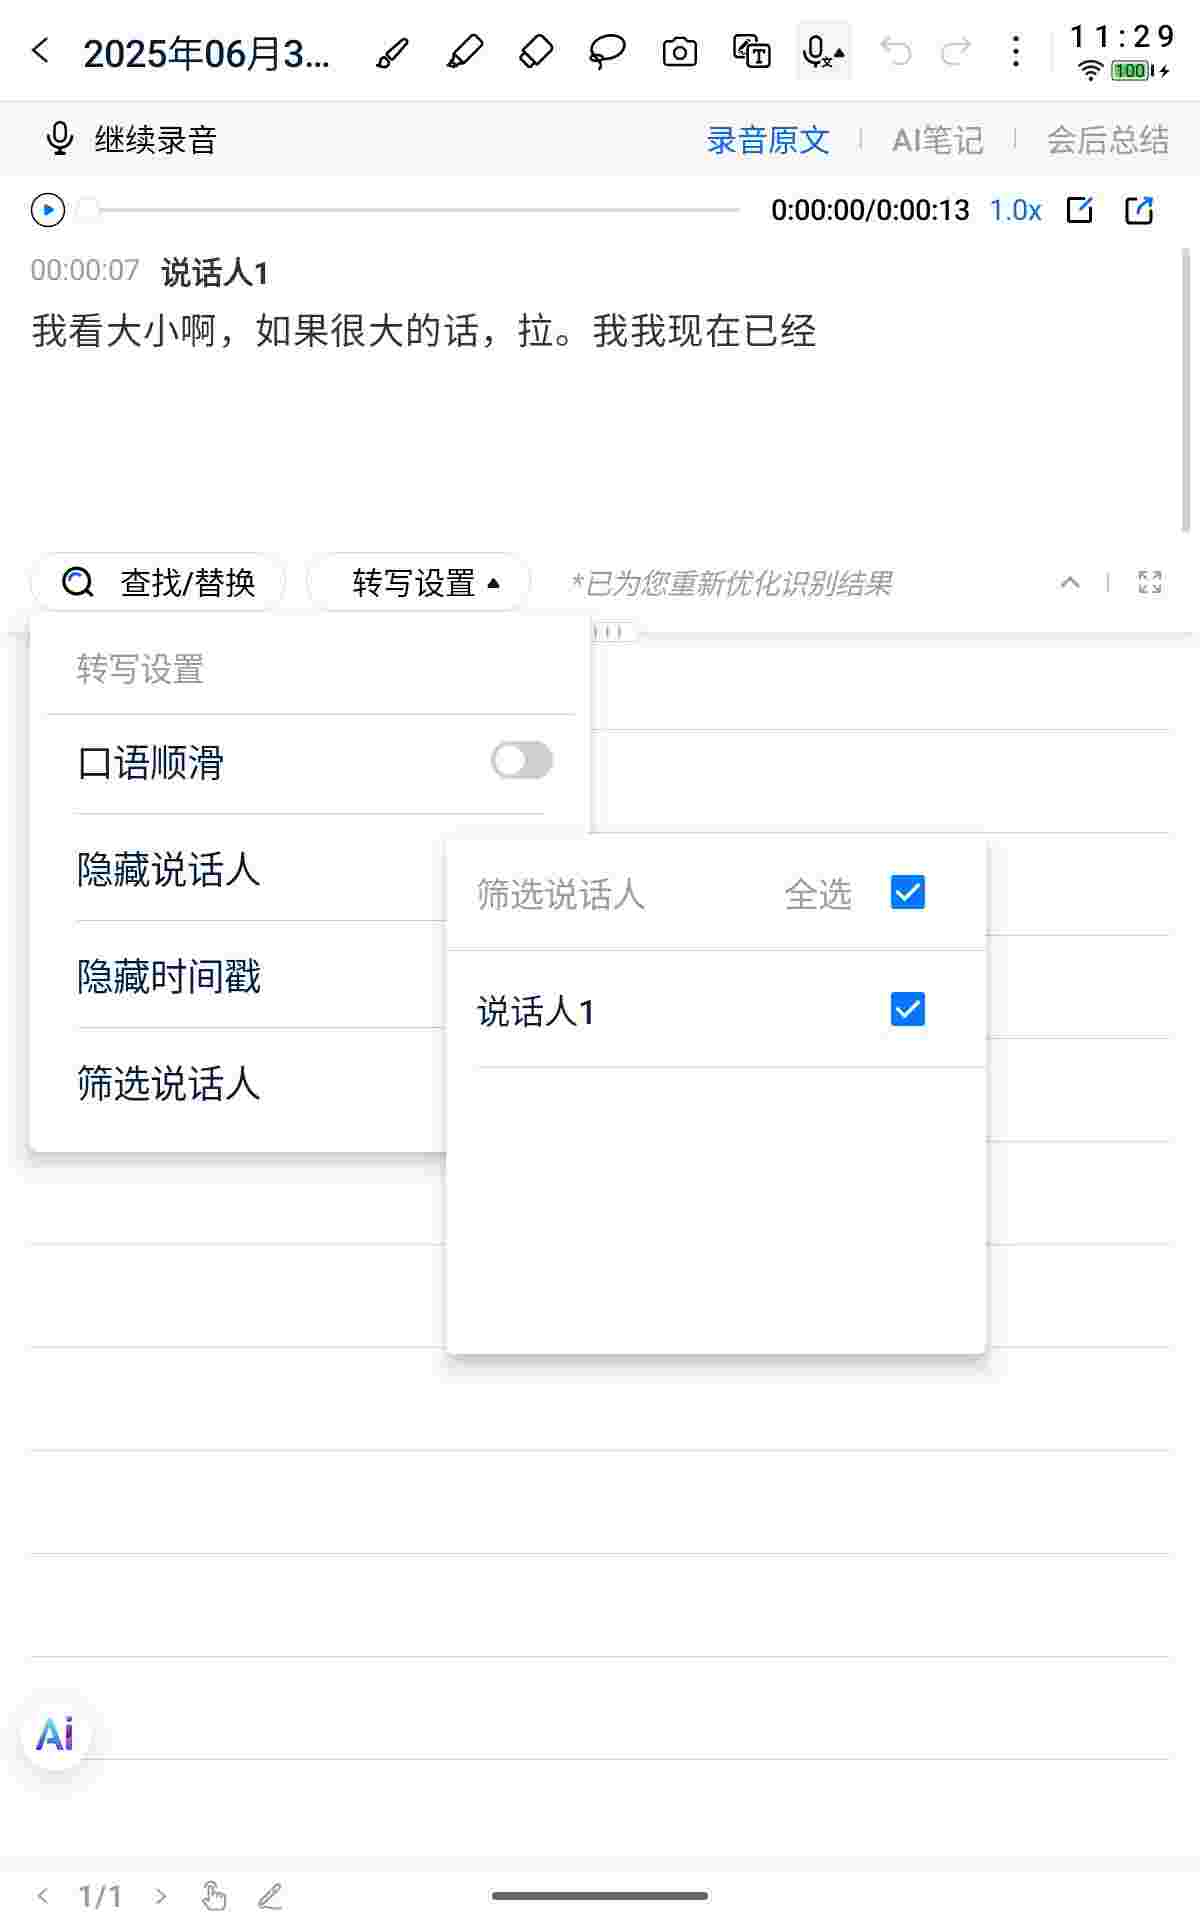 2025年06月3...
11:29
100
继续录音
录音原文
AI笔记
会后总结
0:00:00/0:00:13
1.0x
00:00:07 说话人1
我看大小啊，如果很大的话，拉。我我现在已经
查找/替换
转写设置
*已为您重新优化识别结果
转写设置
口语顺滑
隐藏说话人
隐藏时间戳
筛选说话人
筛选说话人 全选
说话人1
Ai
1/1